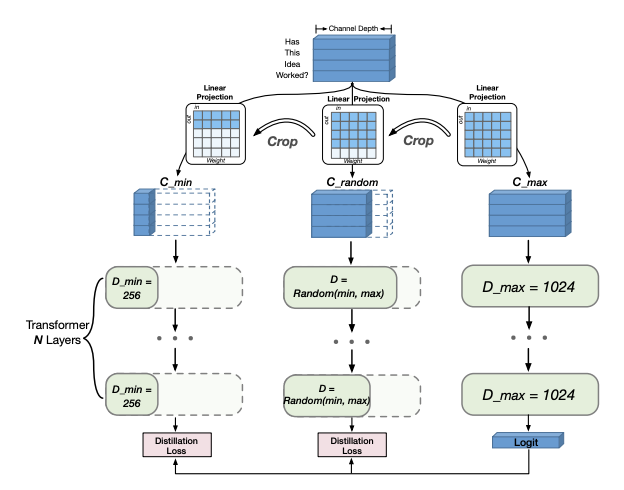 Channel Depth
Has
This
Idea
Worked?
Linear
Projection
in
out
Weight
Linear Projection
in
out
Weight
Linear
Projection
in
out
Weight
Crop
Crop
C_min
C_random
C_max
D_min =
256
D =
Random(min, max)
D_max = 1024
Transformer
N Layers
D_min =
256
D =
Random(min, max)
D_max = 1024
Distillation
Loss
Distillation
Loss
Logit